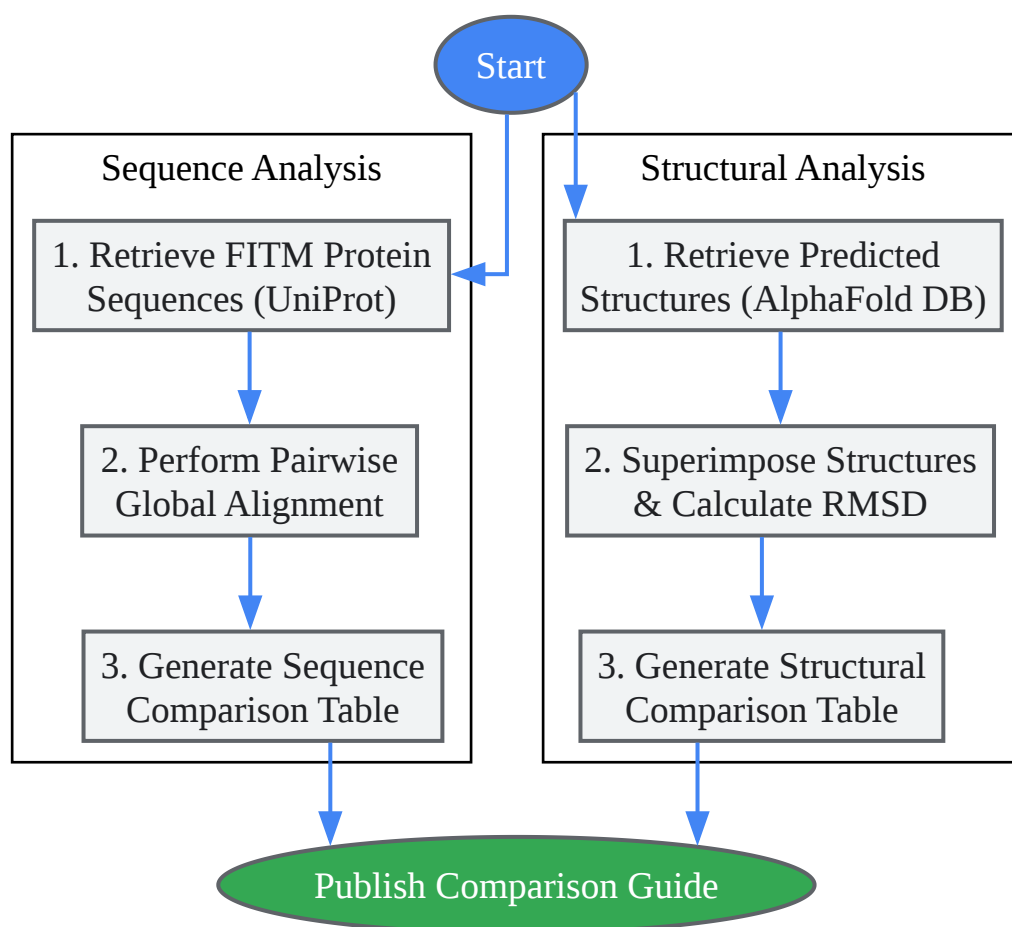 Start
Sequence Analysis
1. Retrieve FITM Protein
Sequences (UniProt)
2. Perform Pairwise
Global Alignment
3. Generate Sequence
Comparison Table
Structural Analysis
1. Retrieve Predicted
Structures (AlphaFold DB)
2. Superimpose Structures
& Calculate RMSD
3. Generate Structural
Comparison Table
Publish Comparison Guide